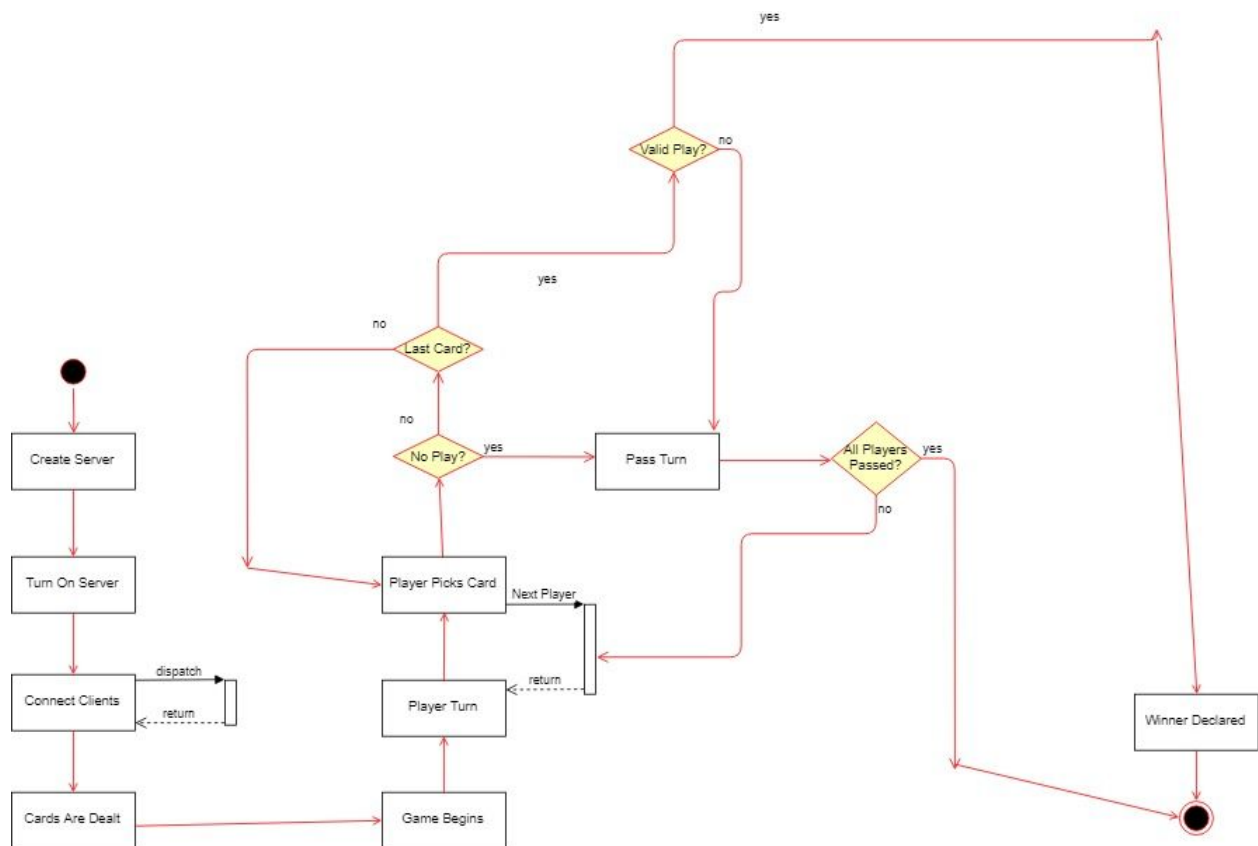 yes
Valid Play?
no
yes
no
Last Card?
no
No Play?
yes
Create Server
Pass Turn
All Players
Passed?
yes
no
Turn On Server
Player Picks Card
Next Player
dispatch
Connect Clients
return
return
Player Turn
Winner Declared
Cards Are Dealt
Game Begins